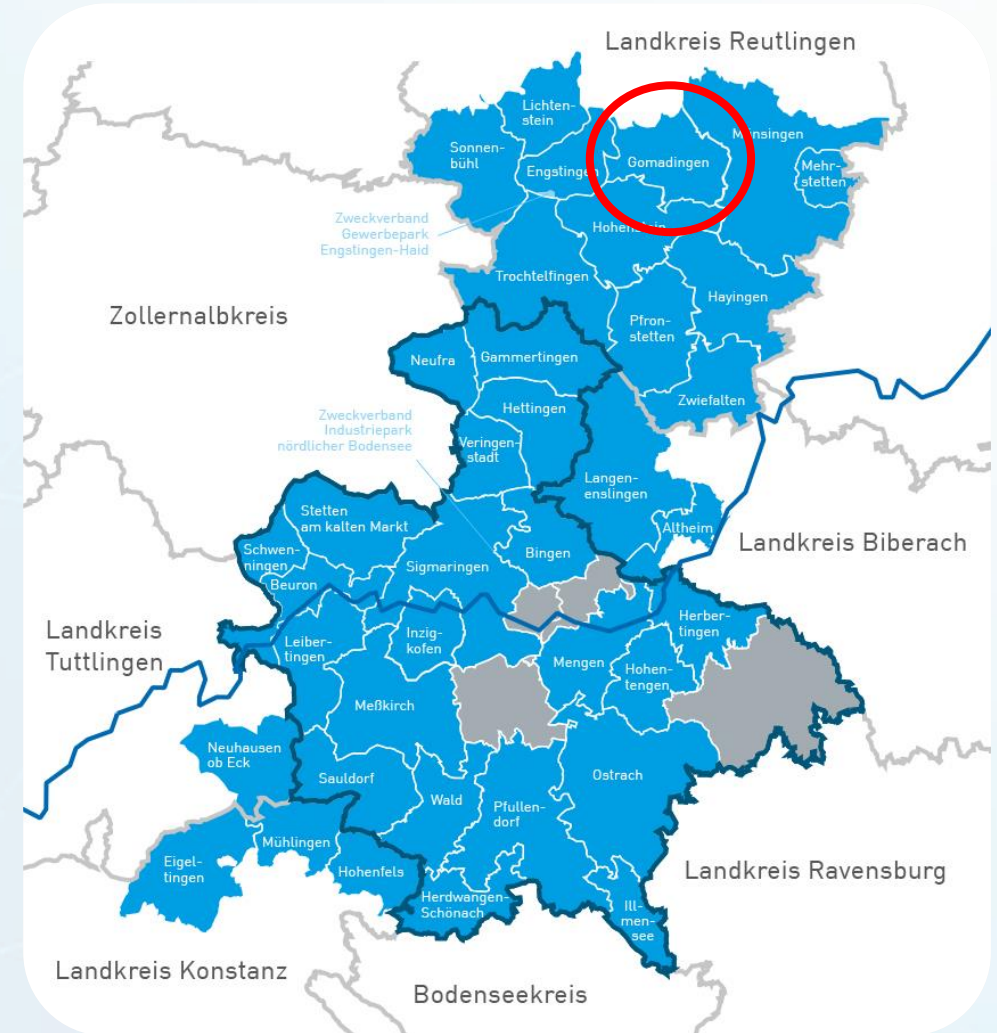 Landkreis Reutlingen
Lichten-
stein
Sonnen-
bühl
Engstingen
Gomadingen
Münsingen
Mehr-
stetten
Zweckverband
Gewerbepark
Engstingen-Haid
Hohenstein
Trochtelfingen
Hayingen
Zollernalbkreis
Pfron-
stetten
Neufra
Gammertingen
Zwiefalten
Hettingen
Zweckverband
Industriepark
nördlicher Bodensee
Veringen-
stadt
Langen-
enslingen
Stetten
am kalten Markt
Altheim
Landkreis Biberach
Schwen-
ningen
Bingen
Sigmaringen
Beuron
Landkreis
Tuttlingen
Leiber-
tingen
Inzig-
kofen
Herber-
tingen
Mengen
Hohen-
tengen
Meßkirch
Neuhausen
ob Eck
Sauldorf
Ostrach
Wald
Pfullen-
dorf
Mühlingen
Eigel-
tingen
Hohenfels
Landkreis Ravensburg
Herdwangen-
Schönach
Ill-
men-
see
Landkreis Konstanz
Bodenseekreis